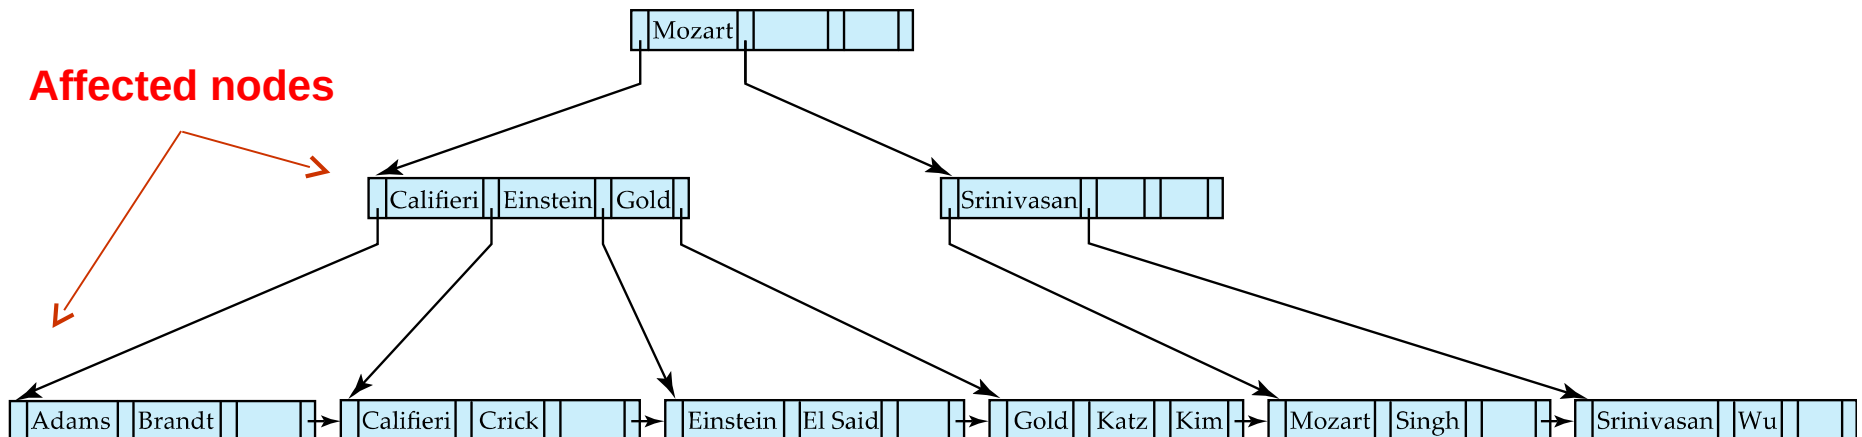 Mozart
Affected nodes
Califieri Einstein Gold
Srinivasan
Adams Brandt
Califieri Crick
Einstein El Said
Gold Katz Kim
Mozart Singh
Srinivasan Wu